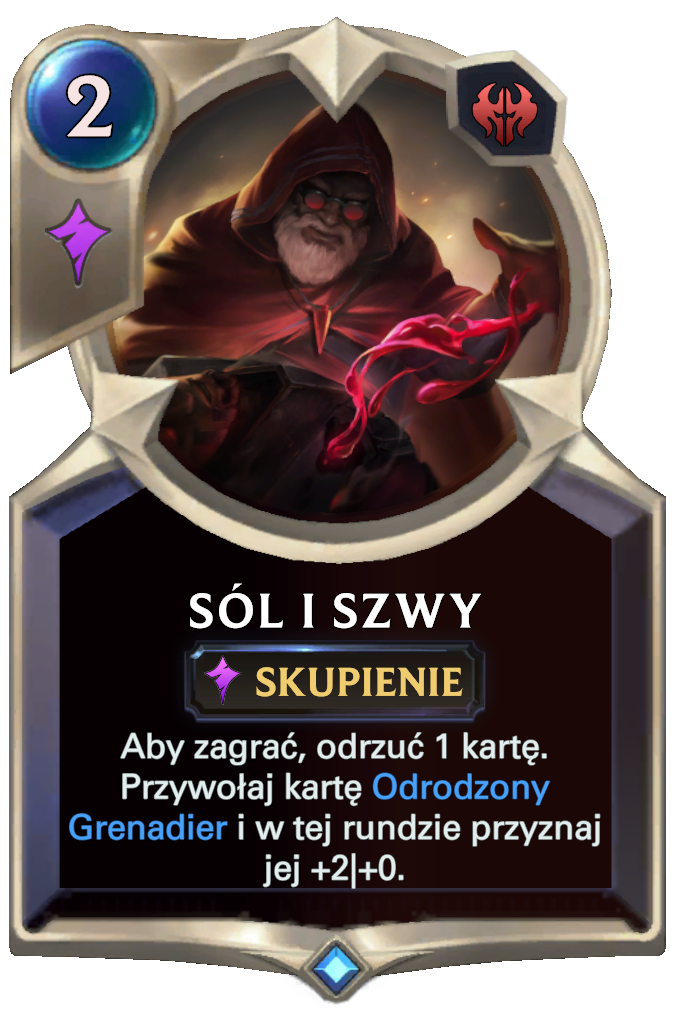 2
SÓL I SZWY
SKUPIENIE
Aby zagrać, odrzuć 1 kartę.
Przywołaj kartę Odrodzony
Grenadier i w tej rundzie przyznaj
jej +2|+0.